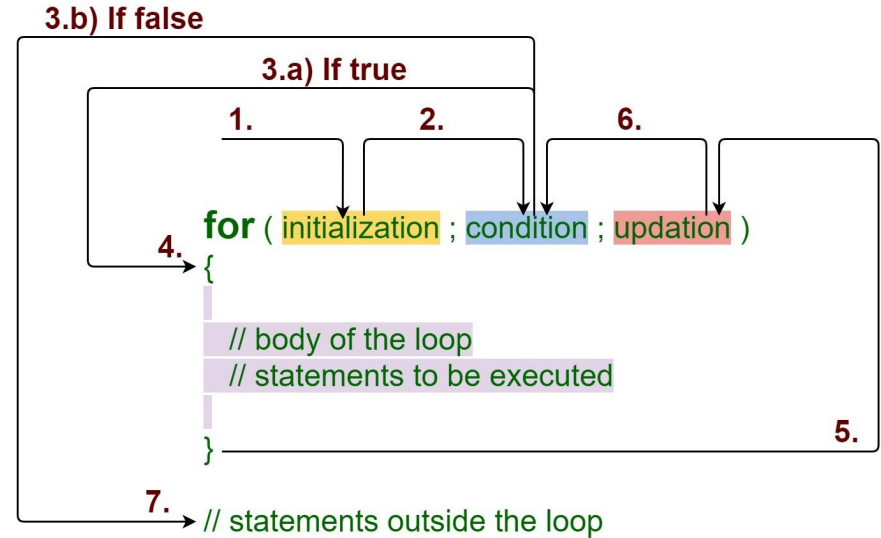 3.b) If false
3.a) If true
1.
2.
6.
for ( initialization ; condition ; updation )
4.
{
// body of the loop
// statements to be executed
5.
}
7.
// statements outside the loop